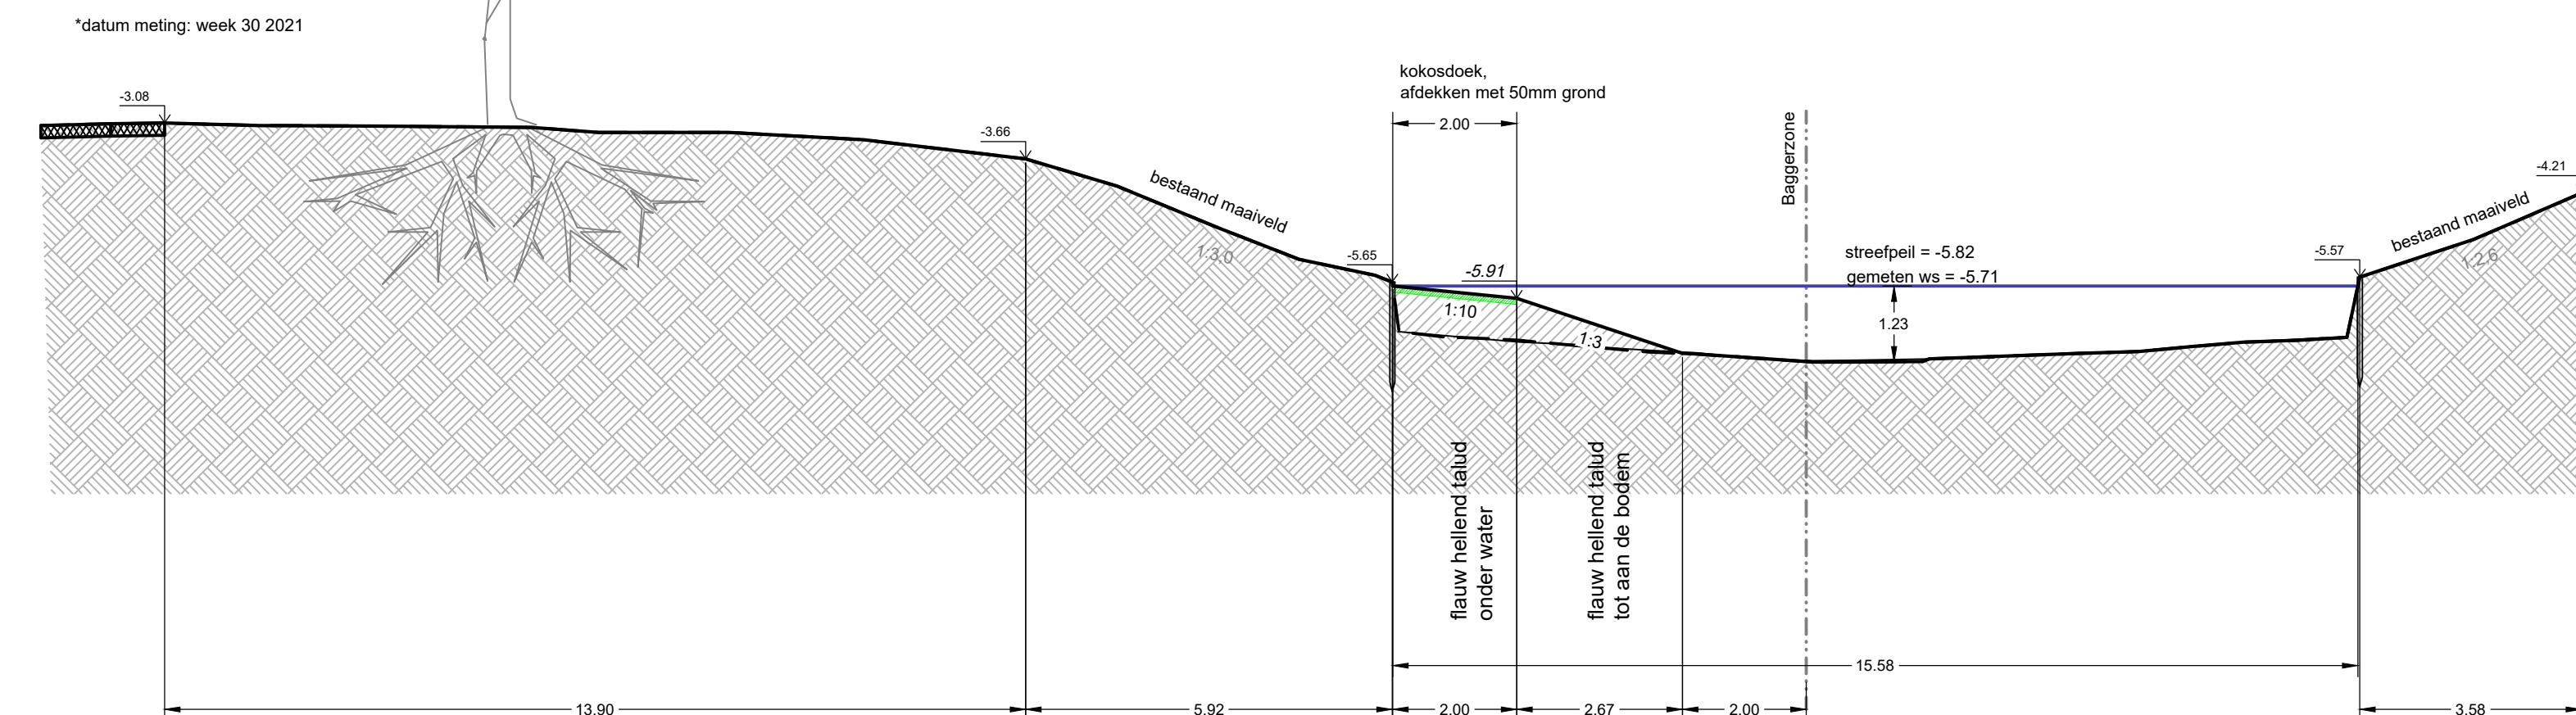 *datum meting: week 30 2021
kokosdoek,
afdekken met 50mm grond
-3.08
2.00
Baggerzone
-3.66
-4.21
bestaand maaiveld
1:3,0
-5.65
-5.91
streefpeil = -5.82
gemeten ws = -5.71
-5.57
bestaand maaiveld
1:2,6
1:10
1:3
1.23
flauw hellend talud
onder water
flauw hellend talud
tot aan de bodem
15.58
13.90
5.92
2.00
2.67
2.00
3.58